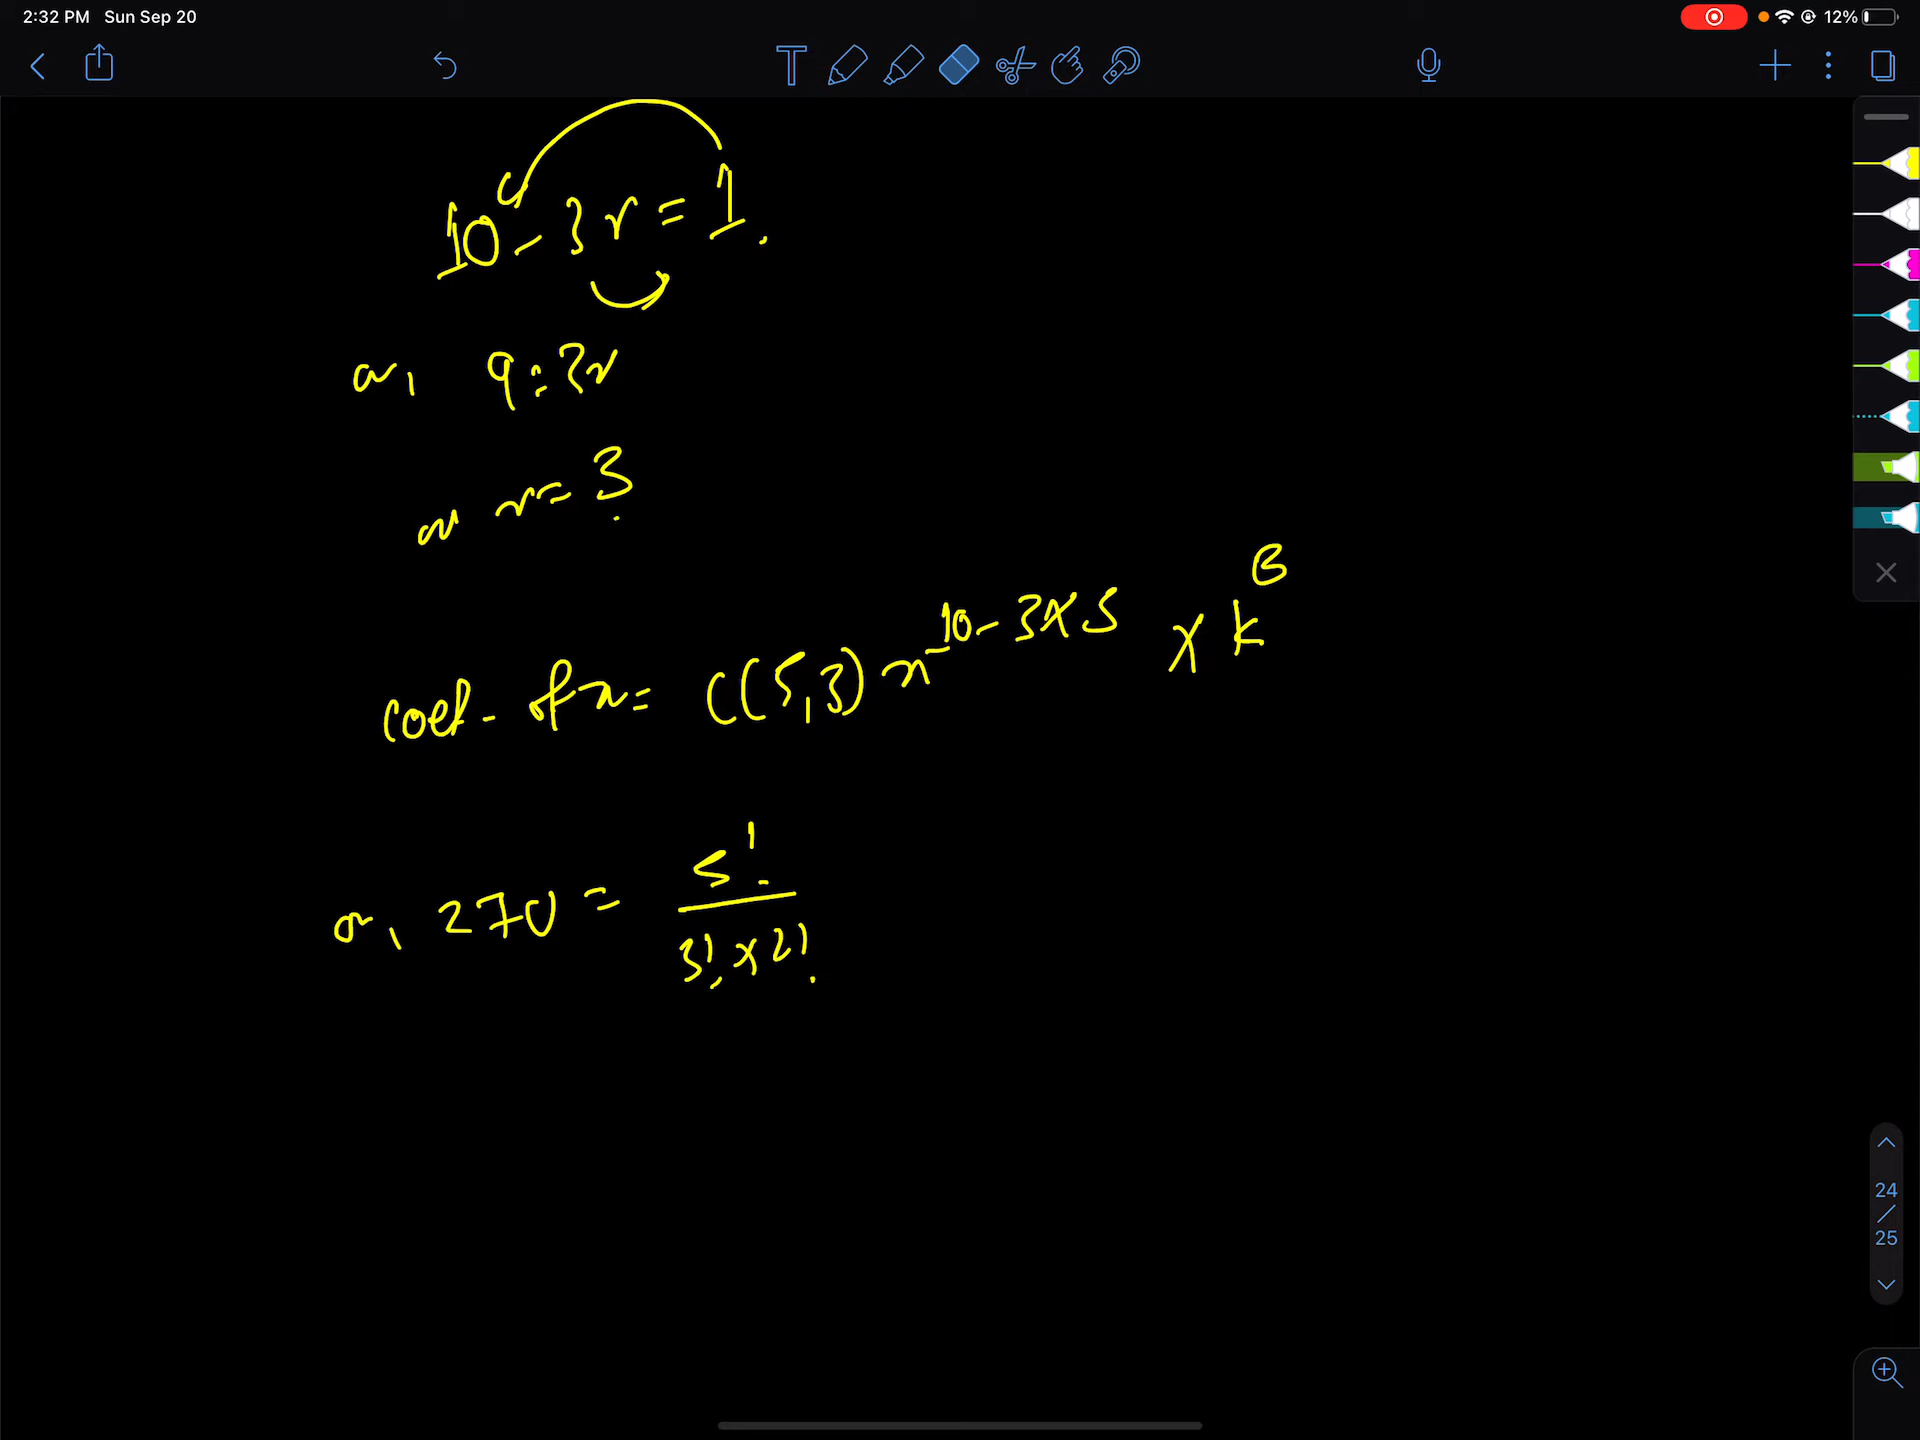 2:32 PM Sun Sep 20
12%
10 - 3r = 1.
or, 9 = 3r
or r = 3
coef. of x = C(5,3) x^10-3×3 × k^3
or, 270 = 5! / 3! × 2!
24
/
25